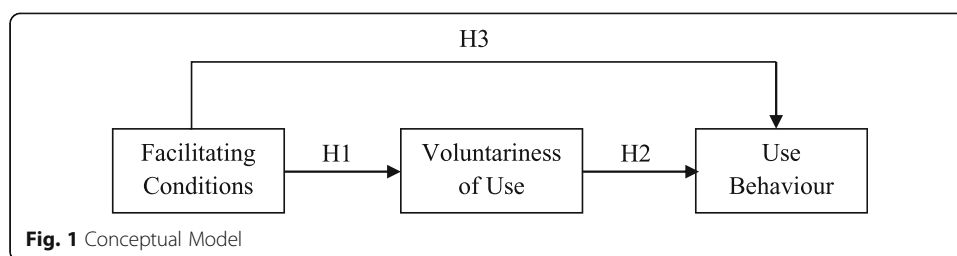 H3
Facilitating
Conditions
H1
Voluntariness
of Use
H2
Use
Behaviour
Fig. 1 Conceptual Model